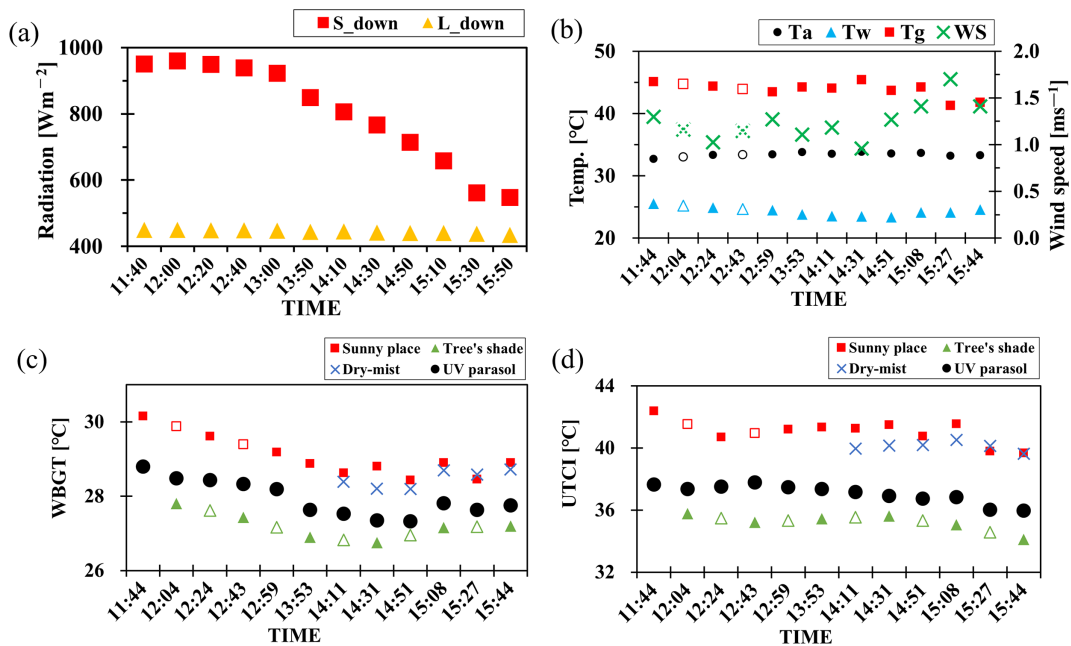 (a)
S_down L_down
Radiation [Wm−2]
1000
800
600
400
11:40 12:00 12:20 12:40 13:00 13:50 14:10 14:30 14:50 15:10 15:30 15:50
TIME
(b)
Ta Tw Tg WS
Temp. [°C]
50
40
30
20
2.0
1.5
1.0
0.5
0.0
Wind speed [ms−1]
11:44 12:04 12:24 12:43 12:59 13:53 14:11 14:31 14:51 15:08 15:27 15:44
TIME
(c)
Sunny place Tree's shade
Dry-mist UV parasol
WBGT [°C]
32
30
28
26
11:44 12:04 12:24 12:43 12:59 13:53 14:11 14:31 14:51 15:08 15:27 15:44
TIME
(d)
Sunny place Tree's shade
Dry-mist UV parasol
UTCI [°C]
44
40
36
32
11:44 12:04 12:24 12:43 12:59 13:53 14:11 14:31 14:51 15:08 15:27 15:44
TIME